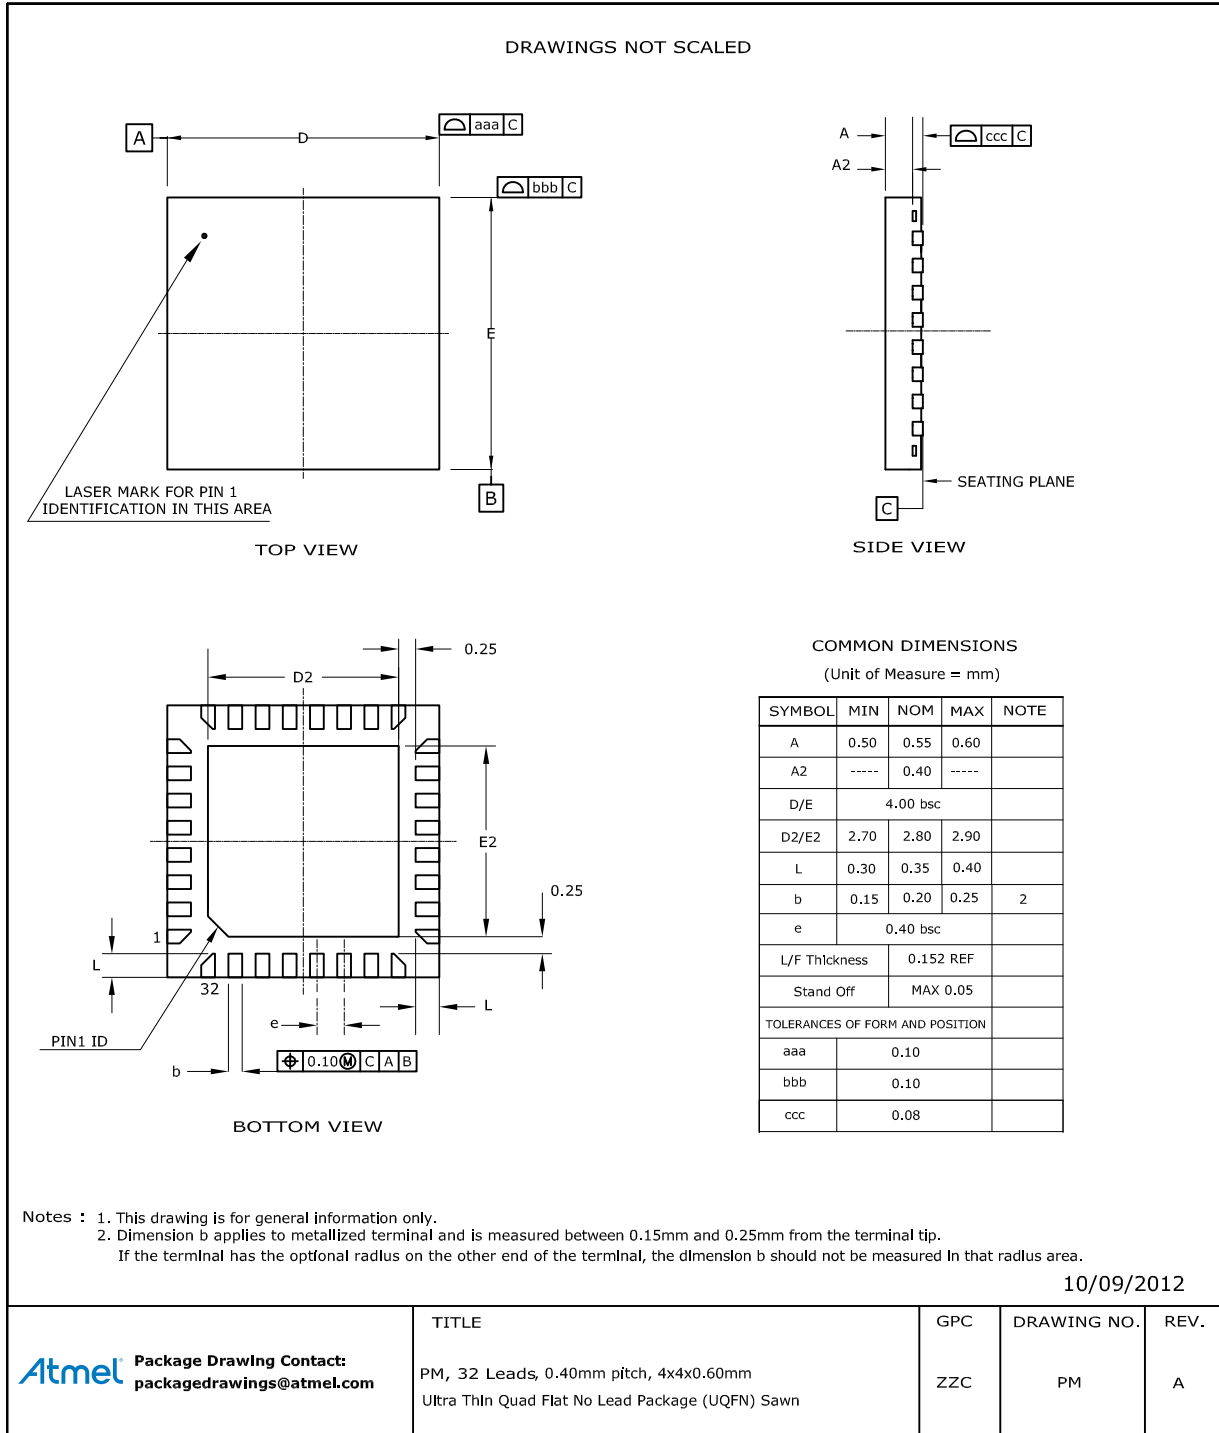 DRAWINGS NOT SCALED
A
D
aaa C
bbb C
E
B
LASER MARK FOR PIN 1
IDENTIFICATION IN THIS AREA
TOP VIEW
A
ccc C
A2
SEATING PLANE
C
SIDE VIEW
0.25
D2
E2
0.25
1
L
32
L
e
PIN1 ID
b
0.10 M C A B
BOTTOM VIEW
COMMON DIMENSIONS
(Unit of Measure = mm)
SYMBOL MIN NOM MAX NOTE
A 0.50 0.55 0.60
A2 ----- 0.40 -----
D/E 4.00 bsc
D2/E2 2.70 2.80 2.90
L 0.30 0.35 0.40
b 0.15 0.20 0.25 2
e 0.40 bsc
L/F Thickness 0.152 REF
Stand Off MAX 0.05
TOLERANCES OF FORM AND POSITION
aaa 0.10
bbb 0.10
ccc 0.08
Notes : 1. This drawing is for general information only.
2. Dimension b applies to metallized terminal and is measured between 0.15mm and 0.25mm from the terminal tip.
If the terminal has the optional radius on the other end of the terminal, the dimension b should not be measured in that radius area.
10/09/2012
Atmel
Package Drawing Contact:
packagedrawings@atmel.com
TITLE
PM, 32 Leads, 0.40mm pitch, 4x4x0.60mm
Ultra Thin Quad Flat No Lead Package (UQFN) Sawn
GPC
ZZC
DRAWING NO.
PM
REV.
A